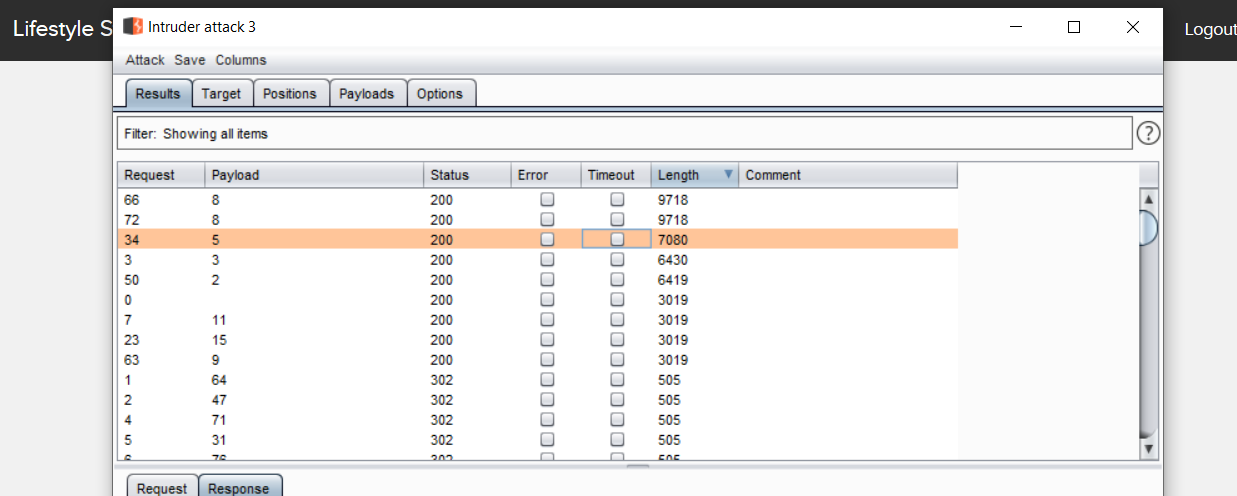 Lifestyle S
Intruder attack 3
Logout
Attack Save Columns
Results Target Positions Payloads Options
Filter: Showing all items
?
Request Payload Status Error Timeout Length Comment
66 8 200 9718
72 8 200 9718
34 5 200 7080
3 3 200 6430
50 2 200 6419
0 200 3019
7 11 200 3019
23 15 200 3019
63 9 200 3019
1 64 302 505
2 47 302 505
4 71 302 505
5 31 302 505
6 76 302 505
Request Response